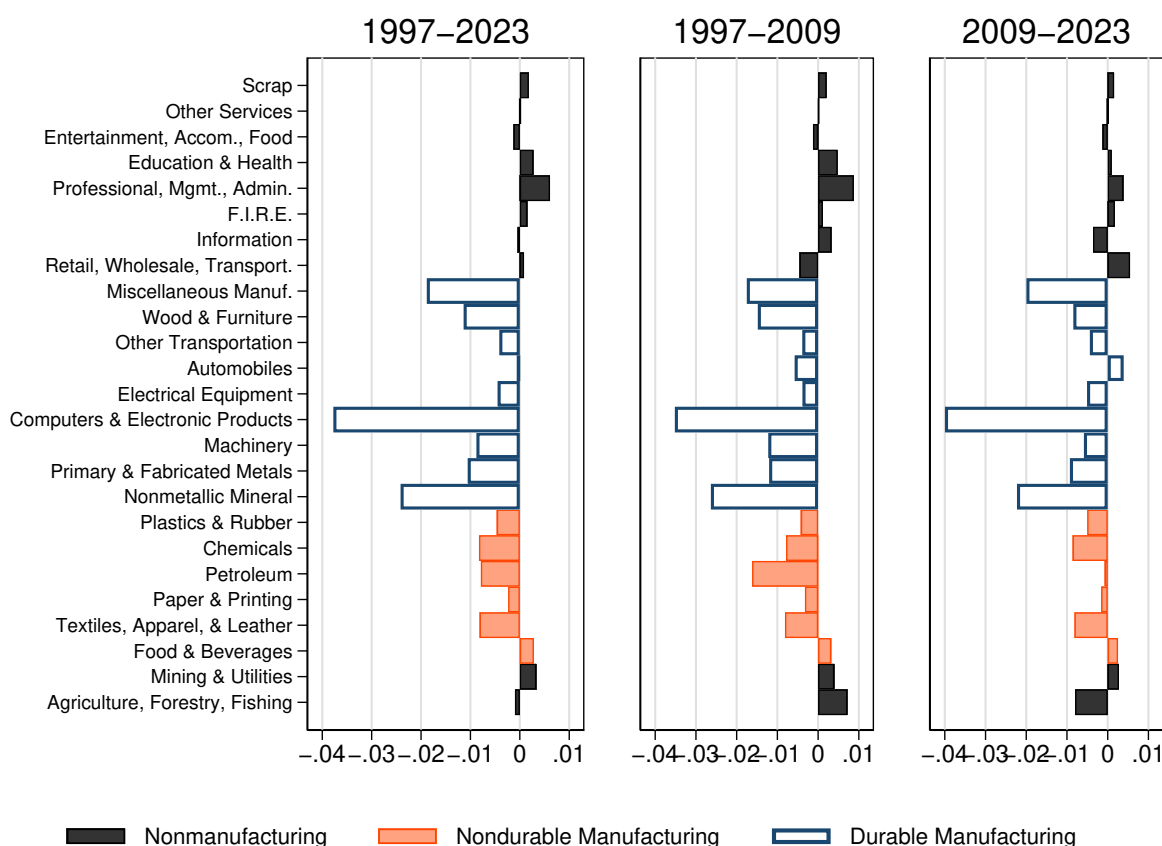 1997−2023
1997−2009
2009−2023
Scrap
Other Services
Entertainment, Accom., Food
Education & Health
Professional, Mgmt., Admin.
F.I.R.E.
Information
Retail, Wholesale, Transport.
Miscellaneous Manuf.
Wood & Furniture
Other Transportation
Automobiles
Electrical Equipment
Computers & Electronic Products
Machinery
Primary & Fabricated Metals
Nonmetallic Mineral
Plastics & Rubber
Chemicals
Petroleum
Paper & Printing
Textiles, Apparel, & Leather
Food & Beverages
Mining & Utilities
Agriculture, Forestry, Fishing
−.04 −.03 −.02 −.01 0 .01
−.04 −.03 −.02 −.01 0 .01
−.04 −.03 −.02 −.01 0 .01
Nonmanufacturing
Nondurable Manufacturing
Durable Manufacturing